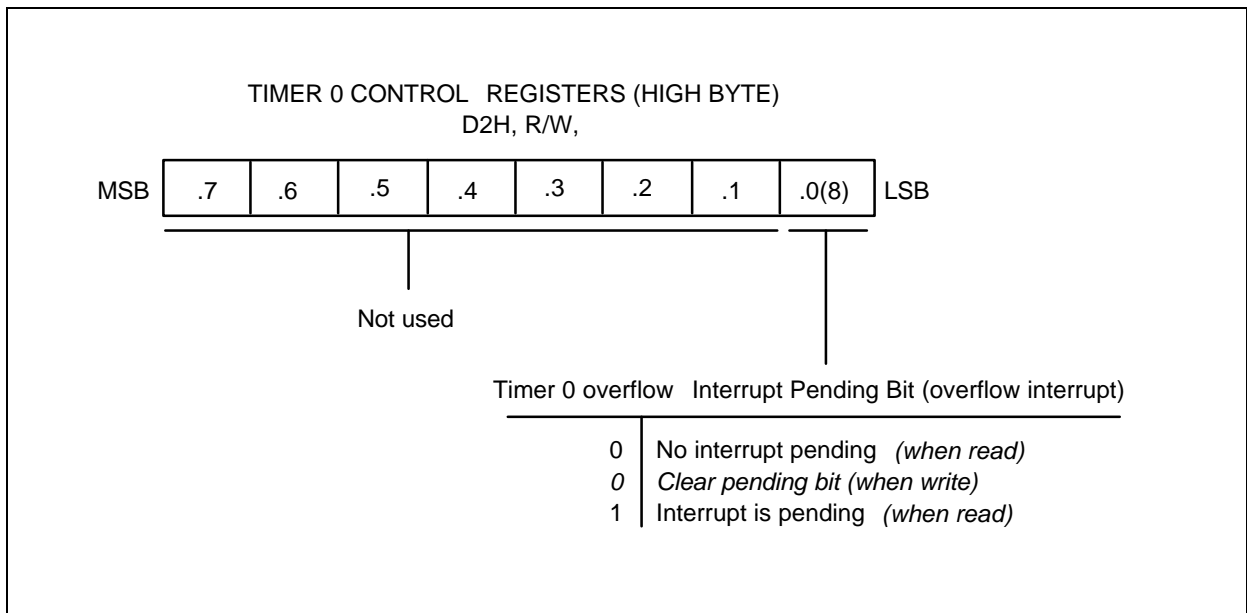 TIMER 0 CONTROL REGISTERS (HIGH BYTE)
D2H, R/W,
MSB .7 .6 .5 .4 .3 .2 .1 .0(8) LSB
Not used
Timer 0 overflow Interrupt Pending Bit (overflow interrupt)
0 No interrupt pending (when read)
0 Clear pending bit (when write)
1 Interrupt is pending (when read)